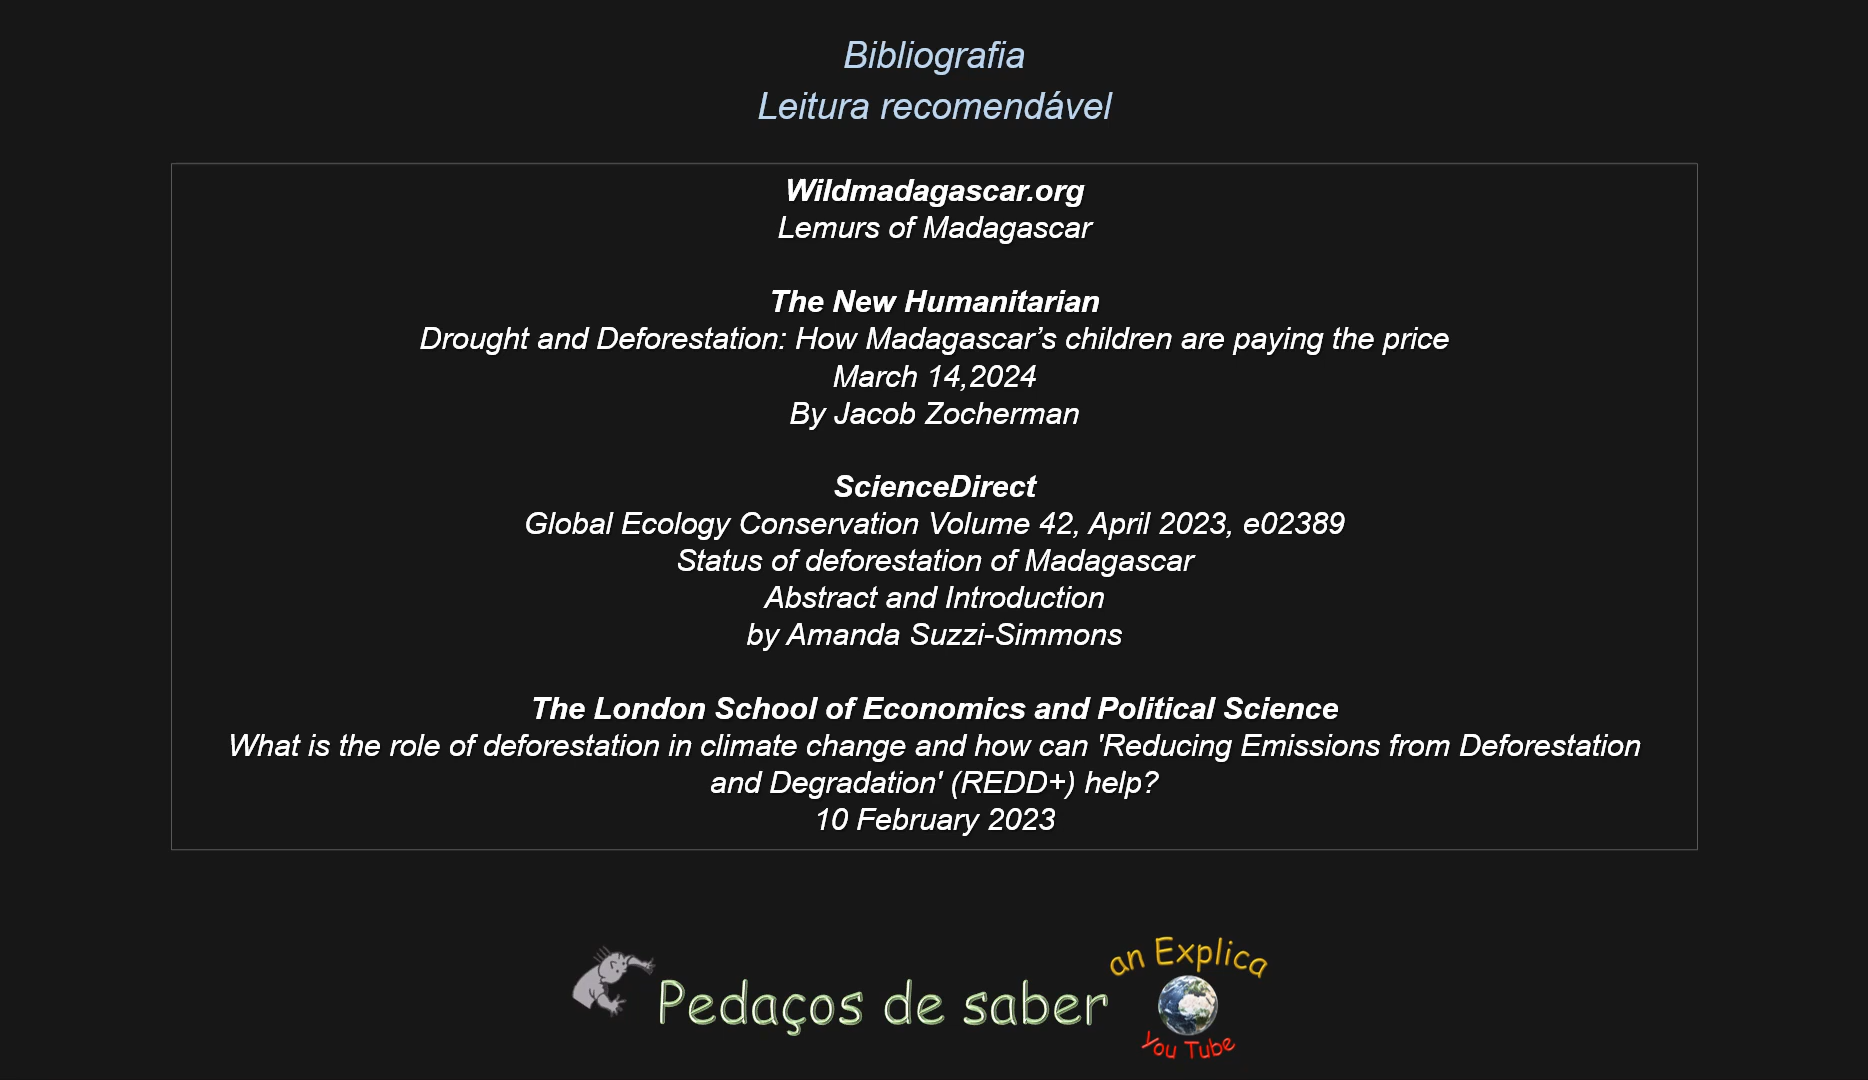 Bibliografia
Leitura recomendável
Wildmadagascar.org
Lemurs of Madagascar
The New Humanitarian
Drought and Deforestation: How Madagascar’s children are paying the price
March 14,2024
By Jacob Zocherman
ScienceDirect
Global Ecology Conservation Volume 42, April 2023, e02389
Status of deforestation of Madagascar
Abstract and Introduction
by Amanda Suzzi-Simmons
The London School of Economics and Political Science
What is the role of deforestation in climate change and how can 'Reducing Emissions from Deforestation
and Degradation' (REDD+) help?
10 February 2023
Pedaços de saber
an Explica
You Tube